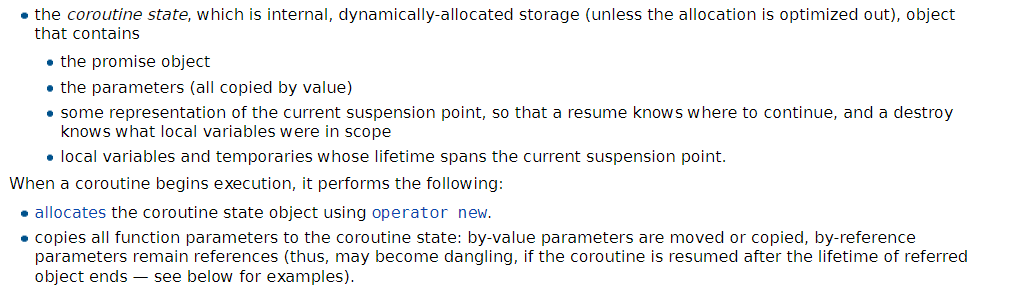 • the coroutine state, which is internal, dynamically-allocated storage (unless the allocation is optimized out), object
that contains
• the promise object
• the parameters (all copied by value)
• some representation of the current suspension point, so that a resume knows where to continue, and a destroy
knows what local variables were in scope
• local variables and temporaries whose lifetime spans the current suspension point.
When a coroutine begins execution, it performs the following:
• allocates the coroutine state object using operator new.
• copies all function parameters to the coroutine state: by-value parameters are moved or copied, by-reference
parameters remain references (thus, may become dangling, if the coroutine is resumed after the lifetime of referred
object ends — see below for examples).